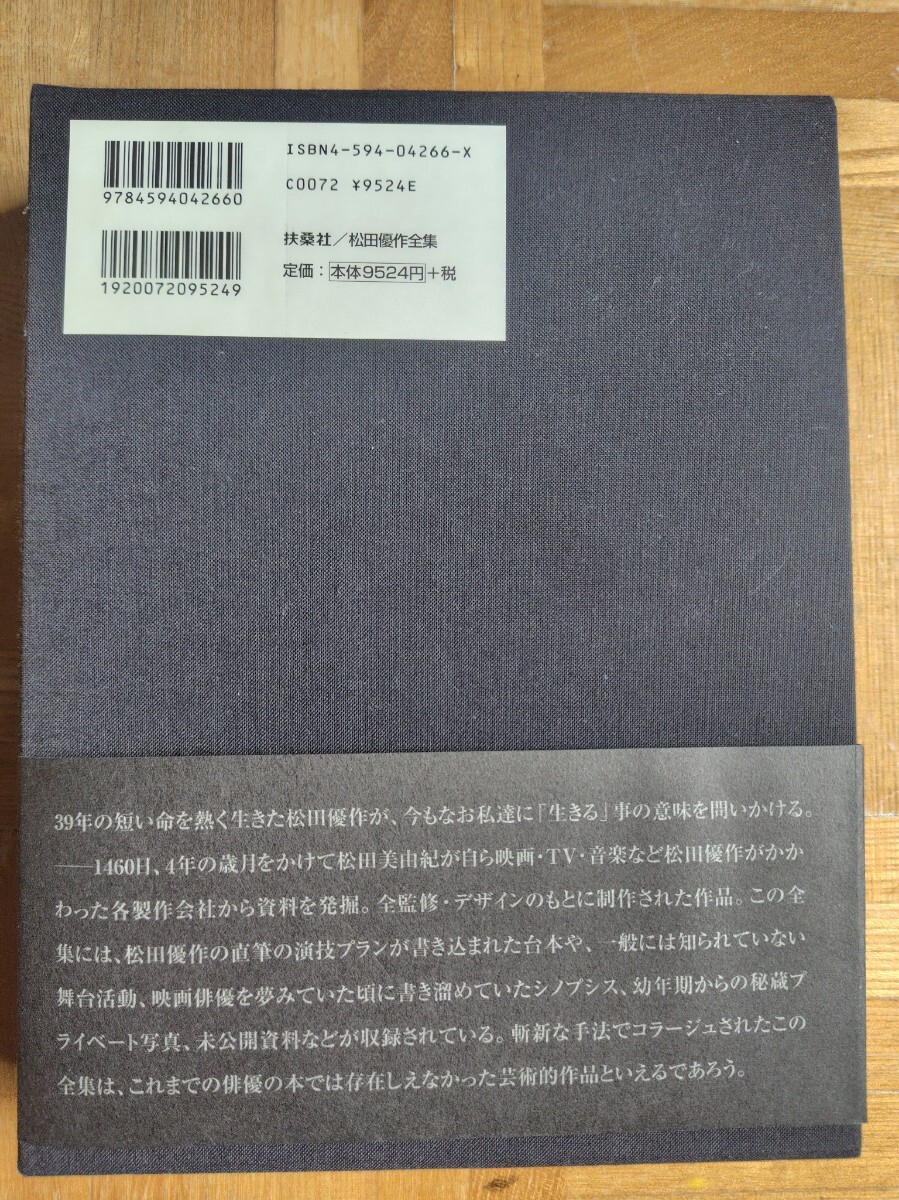 ISBN4-594-04266-X
9784594042660
C0072 ¥9524E
扶桑社/松田優作全集
1920072095249
定価:本体9524円+税
39年の短い命を熱く生きた松田優作が、今もなお私達に「生きる」事の意味を問いかける。
——1460日、4年の歳月をかけて松田美由紀が自ら映画・TV・音楽など松田優作がかか
わった各製作会社から資料を発掘。全監修・デザインのもとに制作された作品。この全
集には、松田優作の直筆の演技プランが書き込まれた台本や、一般には知られていない
舞台活動、映画俳優を夢みていた頃に書き溜めていたシノプシス、幼年期からの秘蔵プ
ライベート写真、未公開資料などが収録されている。斬新な手法でコラージュされたこの
全集は、これまでの俳優の本では存在しえなかった芸術的作品といえるであろう。